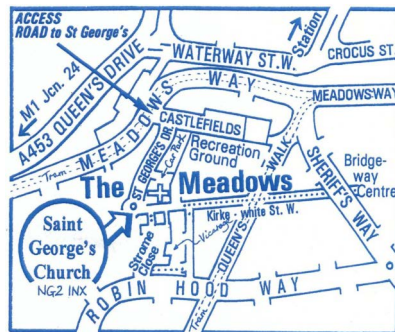 ACCESS
ROAD to St George's
Station
M1 Jcn. 24
A453 QUEEN'S DRIVE
WATERWAY ST. W.
CROCUS ST.
MEADOWS WAY
MEADOWS WAY
CASTLEFIELDS
ST GEORGE'S DR.
Car Park
Recreation
Ground
Tram
The Meadows
QUEEN'S WALK
SHERIFF'S WAY
Bridge-
way
Centre
Saint
George's
Church
NG2 1NX
Kirke-white St. W.
Strome
Close
Vicarage
ROBIN HOOD WAY
Tram